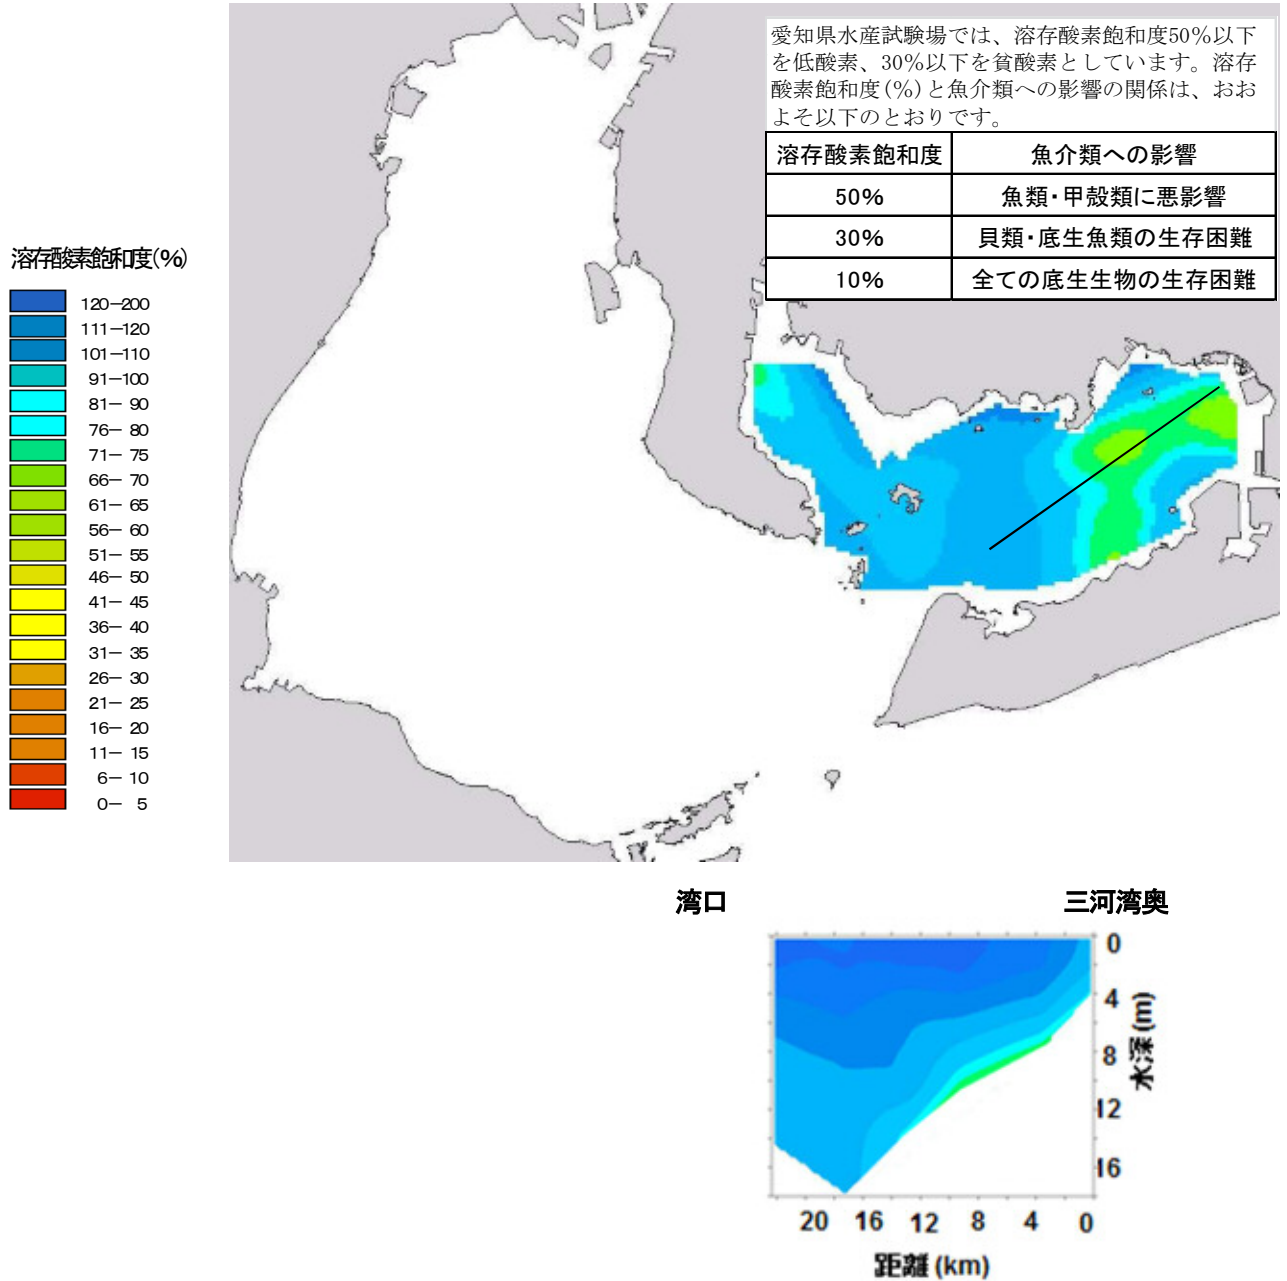 愛知県水産試験場では、溶存酸素飽和度50%以下
を低酸素、30%以下を貧酸素としています。溶存
酸素飽和度(%)と魚介類への影響の関係は、おお
よそ以下のとおりです。
溶存酸素飽和度 魚介類への影響
50% 魚類・甲殻類に悪影響
30% 貝類・底生魚類の生存困難
10% 全ての底生生物の生存困難
溶存酸素飽和度(%)
120-200
111-120
101-110
91-100
81- 90
76- 80
71- 75
66- 70
61- 65
56- 60
51- 55
46- 50
41- 45
36- 40
31- 35
26- 30
21- 25
16- 20
11- 15
6- 10
0- 5
湾口 三河湾奥
0
4
8
12
16
水深(m)
20 16 12 8 4 0
距離(km)